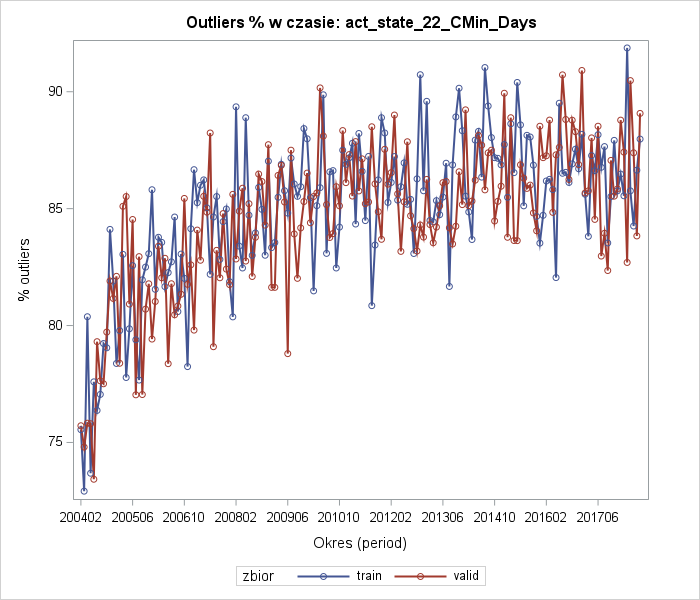 Outliers % w czasie: act_state_22_CMin_Days
% outliers
90
85
80
75
200402 200506 200610 200802 200906 201010 201202 201306 201410 201602 201706
Okres (period)
zbior train valid